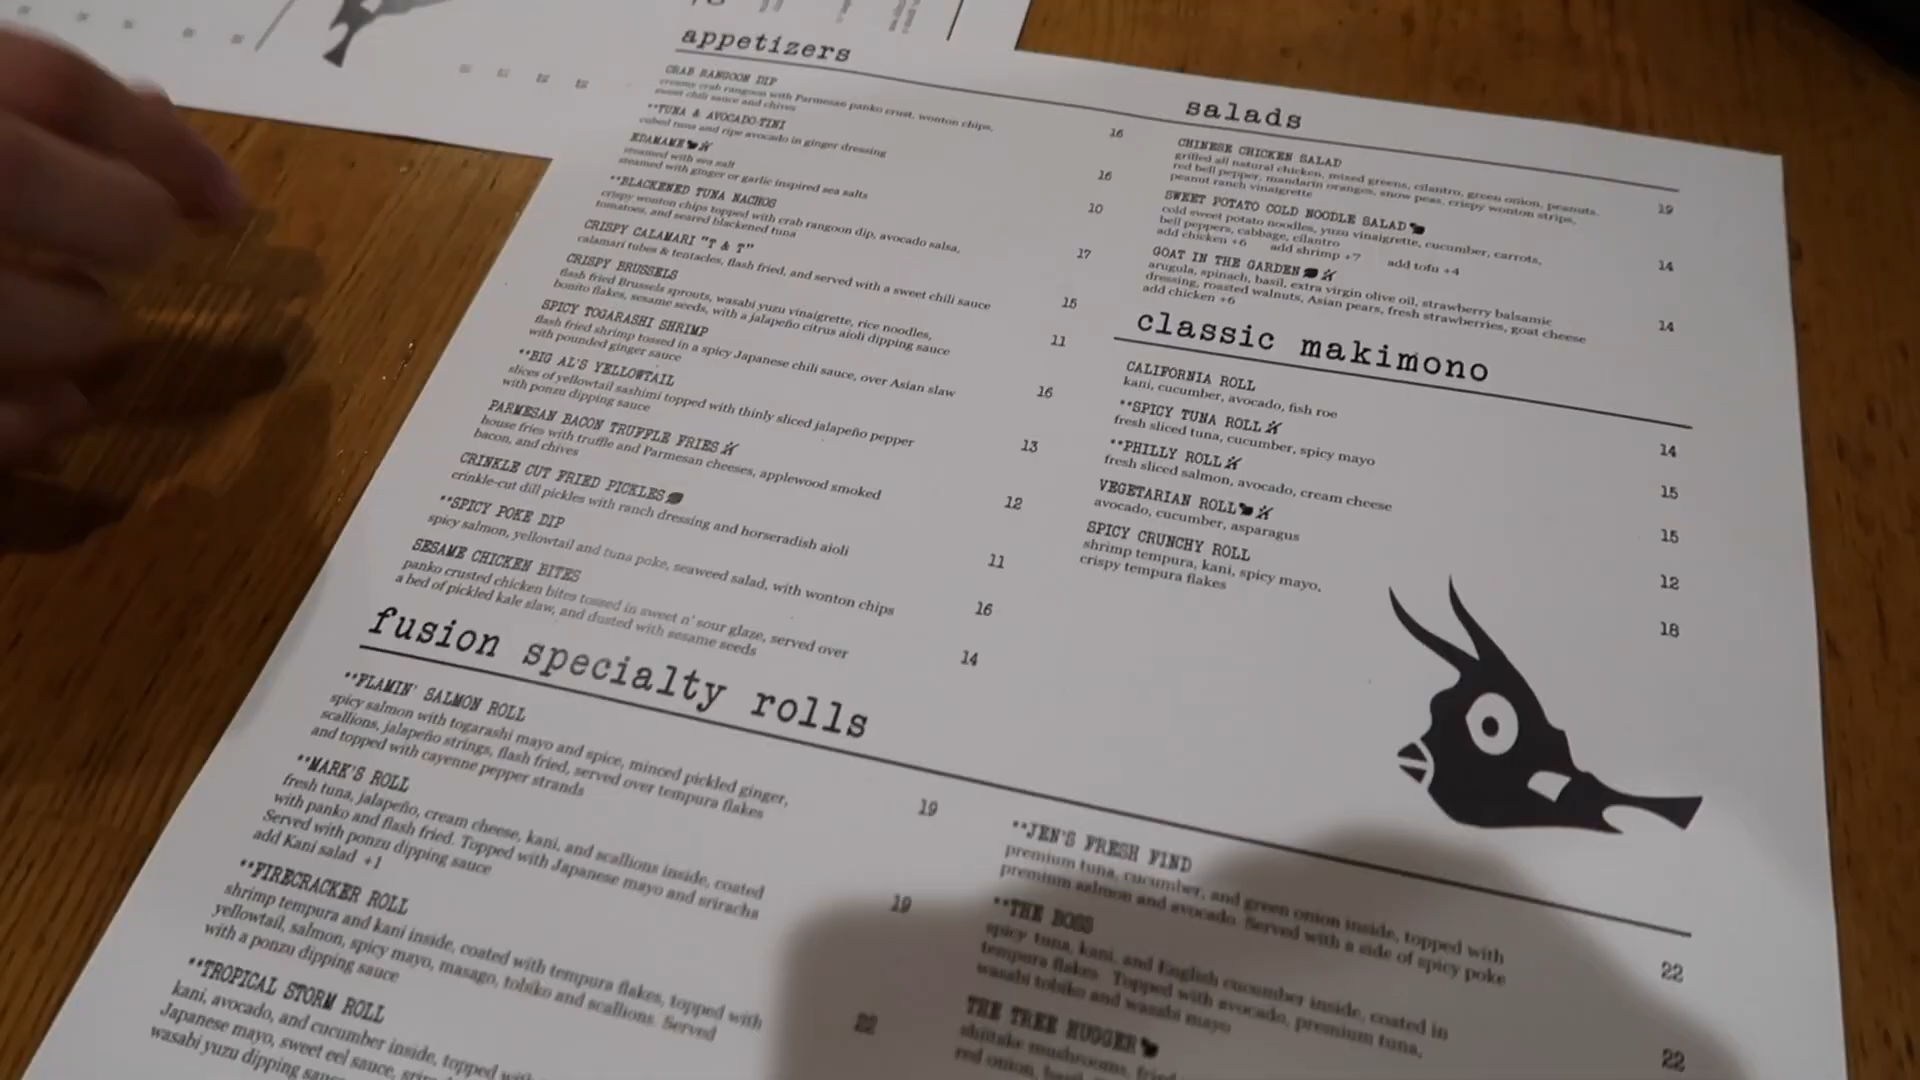 appetizers
CRAB RANGOON DIP
creamy crab rangoon with Parmesan panko crust, wonton chips,
sweet chili sauce and chives
16
**TUNA & AVOCADO-TINI
cubed tuna and ripe avocado in ginger dressing
16
EDAMAME
steamed with sea salt
steamed with ginger or garlic inspired sea salts
10
**BLACKENED TUNA NACHOS
crispy wonton chips topped with crab rangoon dip, avocado salsa,
tomatoes, and seared blackened tuna
17
CRISPY CALAMARI "T & T"
calamari tubes & tentacles, flash fried, and served with a sweet chili sauce
15
CRISPY BRUSSELS
flash fried Brussels sprouts, wasabi yuzu vinaigrette, rice noodles,
bonito flakes, sesame seeds, with a jalapeño citrus aioli dipping sauce
11
SPICY TOGARASHI SHRIMP
flash fried shrimp tossed in a spicy Japanese chili sauce, over Asian slaw
with pounded ginger sauce
16
**BIG AL'S YELLOWTAIL
slices of yellowtail sashimi topped with thinly sliced jalapeño pepper
with ponzu dipping sauce
13
PARMESAN BACON TRUFFLE FRIES
house fries with truffle and Parmesan cheeses, applewood smoked
bacon, and chives
12
CRINKLE CUT FRIED PICKLES
crinkle-cut dill pickles with ranch dressing and horseradish aioli
11
**SPICY POKE DIP
spicy salmon, yellowtail and tuna poke, seaweed salad, with wonton chips
16
SESAME CHICKEN BITES
panko crusted chicken bites tossed in sweet n' sour glaze, served over
a bed of pickled kale slaw, and dusted with sesame seeds
14
salads
CHINESE CHICKEN SALAD
grilled all natural chicken, mixed greens, cilantro, green onion, peanuts,
red bell pepper, mandarin oranges, snow peas, crispy wonton strips,
peanut ranch vinaigrette
19
SWEET POTATO COLD NOODLE SALAD
cold sweet potato noodles, yuzu vinaigrette, cucumber, carrots,
bell peppers, cabbage, cilantro
add chicken +6 add shrimp +7 add tofu +4
14
GOAT IN THE GARDEN
arugula, spinach, basil, extra virgin olive oil, strawberry balsamic
dressing, roasted walnuts, Asian pears, fresh strawberries, goat cheese
add chicken +6
14
classic makimono
CALIFORNIA ROLL
kani, cucumber, avocado, fish roe
14
**SPICY TUNA ROLL
fresh sliced tuna, cucumber, spicy mayo
15
**PHILLY ROLL
fresh sliced salmon, avocado, cream cheese
15
VEGETARIAN ROLL
avocado, cucumber, asparagus
12
SPICY CRUNCHY ROLL
shrimp tempura, kani, spicy mayo,
crispy tempura flakes
18
fusion specialty rolls
**FLAMIN' SALMON ROLL
spicy salmon with togarashi mayo and spice, minced pickled ginger,
scallions, jalapeño strings, flash fried, served over tempura flakes
and topped with cayenne pepper strands
19
**MARK'S ROLL
fresh tuna, jalapeño, cream cheese, kani, and scallions inside, coated
with panko and flash fried. Topped with Japanese mayo and sriracha
Served with ponzu dipping sauce
add Kani salad +1
19
**FIRECRACKER ROLL
shrimp tempura and kani inside, coated with tempura flakes, topped with
yellowtail, salmon, spicy mayo, masago, tobiko and scallions. Served
with a ponzu dipping sauce
22
**TROPICAL STORM ROLL
kani, avocado, and cucumber inside, topped
Japanese mayo, sweet eel sauce,
wasabi yuzu dipping
**JEN'S FRESH FIND
premium tuna, cucumber, and green onion inside, topped with
premium salmon and avocado. Served with a side of spicy poke
22
**THE BOSS
spicy tuna, kani, and English cucumber inside, coated in
tempura flakes. Topped with avocado, premium tuna,
wasabi tobiko and wasabi mayo
22
THE TREE HUGGER
shiitake mushrooms, fried
red onion,